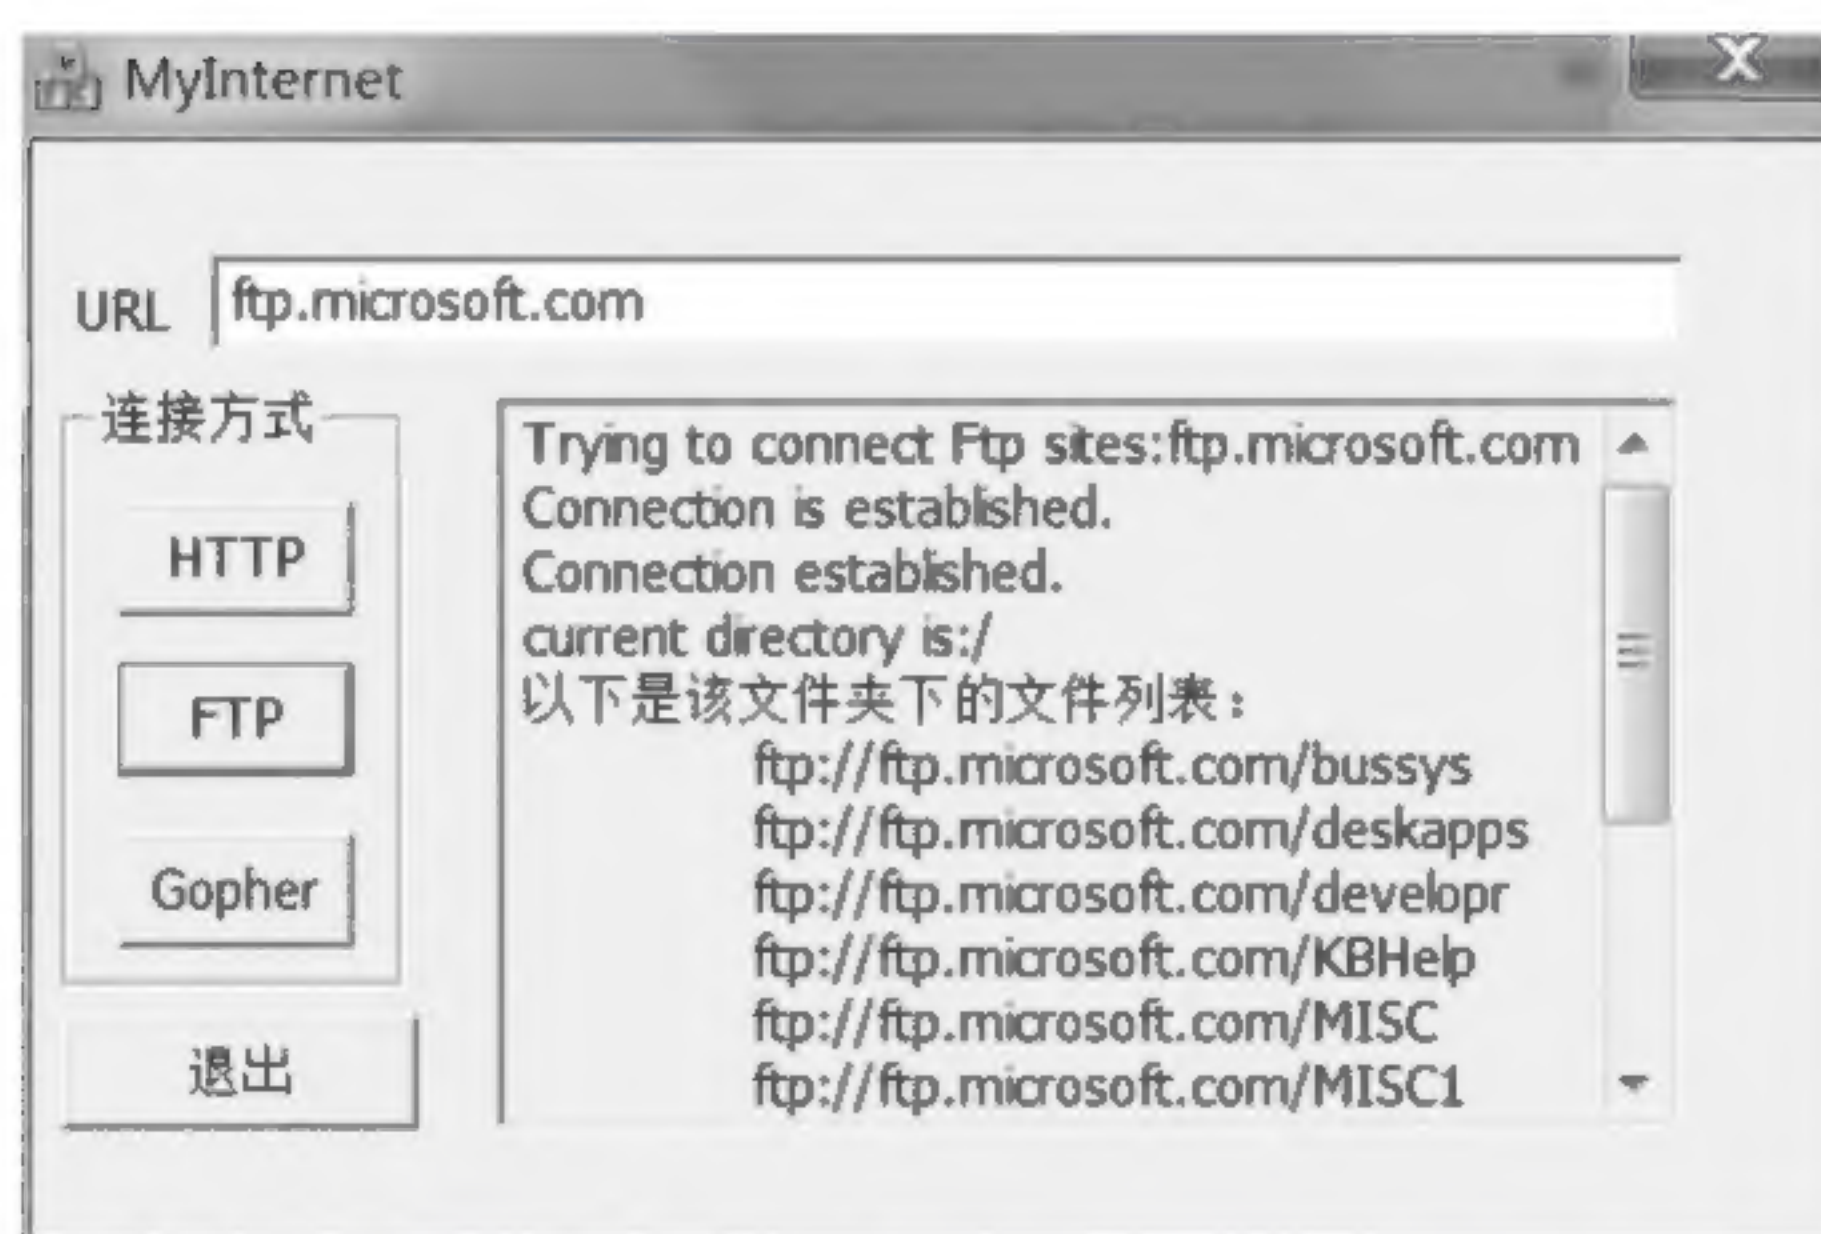 MyInternet
URL ftp.microsoft.com
连接方式
HTTP
FTP
Gopher
退出
Trying to connect Ftp sites:ftp.microsoft.com
Connection is established.
Connection established.
current directory is:/
以下是该文件夹下的文件列表：
ftp://ftp.microsoft.com/bussys
ftp://ftp.microsoft.com/deskapps
ftp://ftp.microsoft.com/developr
ftp://ftp.microsoft.com/KBHelp
ftp://ftp.microsoft.com/MISC
ftp://ftp.microsoft.com/MISC1